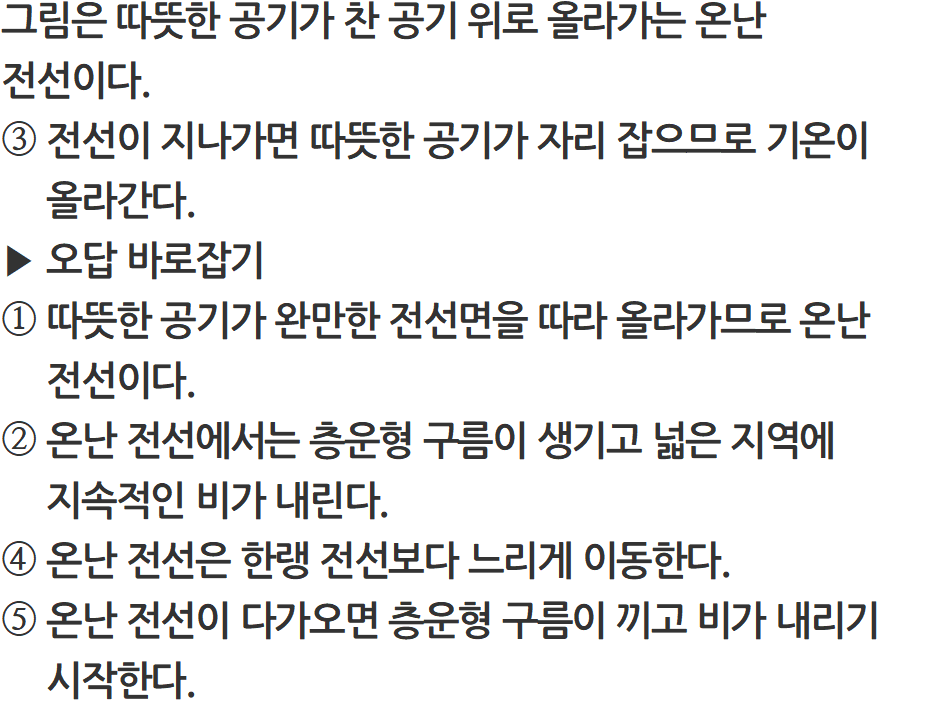 그림은 따뜻한 공기가 찬 공기 위로 올라가는 온난
전선이다.
③ 전선이 지나가면 따뜻한 공기가 자리 잡으므로 기온이
올라간다.
▶ 오답 바로잡기
① 따뜻한 공기가 완만한 전선면을 따라 올라가므로 온난
전선이다.
② 온난 전선에서는 층운형 구름이 생기고 넓은 지역에
지속적인 비가 내린다.
④ 온난 전선은 한랭 전선보다 느리게 이동한다.
⑤ 온난 전선이 다가오면 층운형 구름이 끼고 비가 내리기
시작한다.